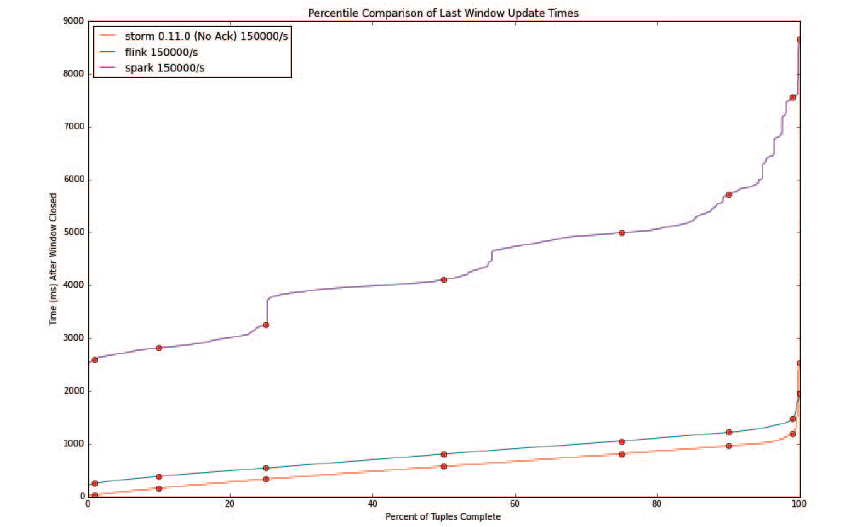 Percentile Comparison of Last Window Update Times
storm 0.11.0 (No Ack) 150000/s
flink 150000/s
spark 150000/s
9000
8000
7000
6000
5000
4000
3000
2000
1000
0
Time (ms) After Window Closed
0 20 40 60 80 100
Percent of Tuples Complete